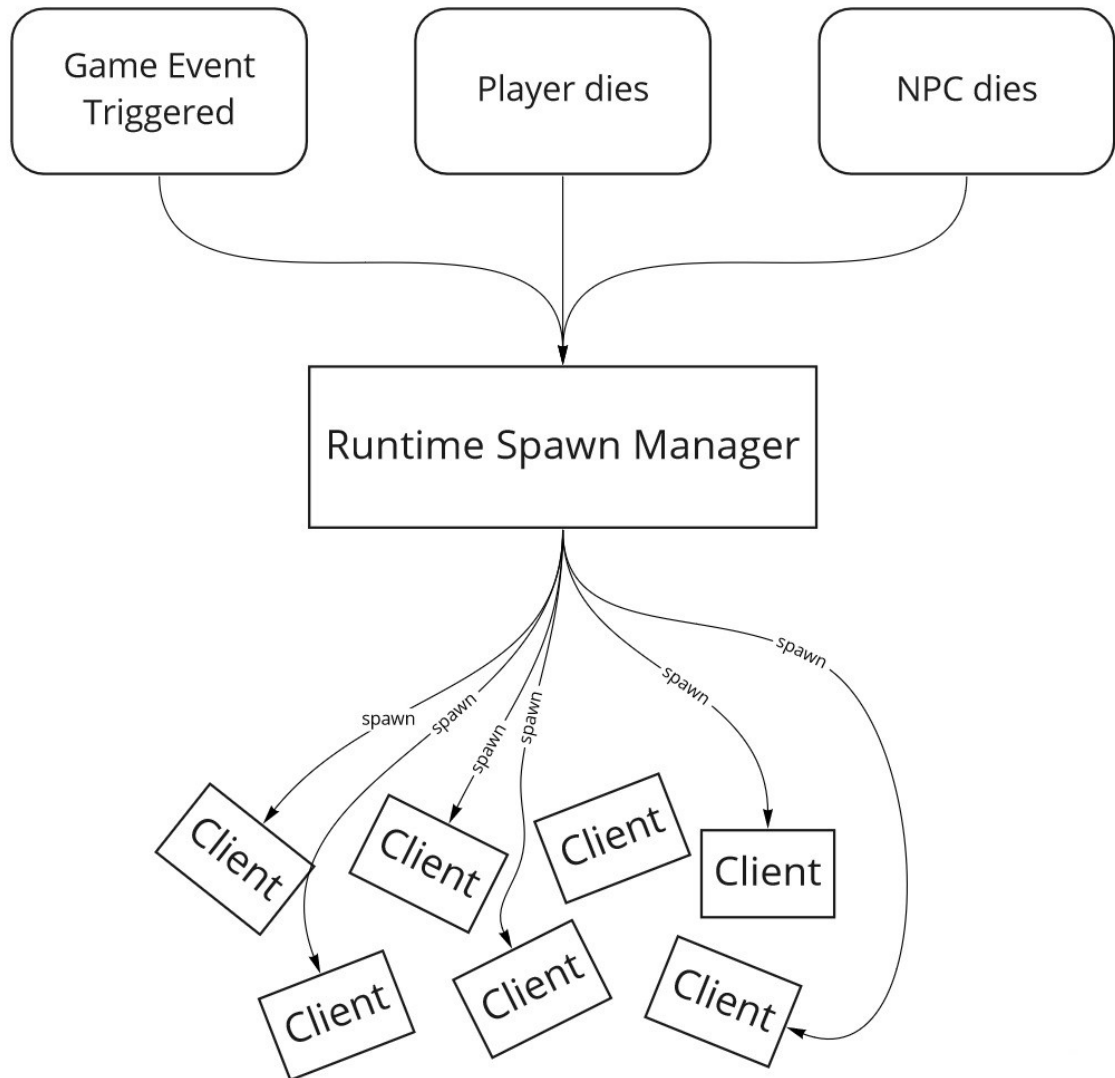 Game Event
Triggered
Player dies
NPC dies
Runtime Spawn Manager
spawn
spawn
spawn
spawn
spawn
spawn
Client
Client
Client
Client
Client
Client
Client